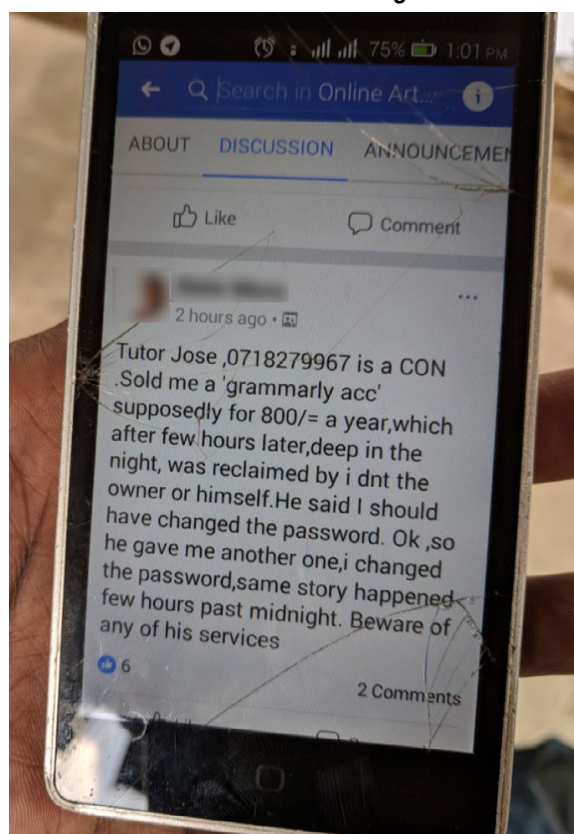 75% 1:01 PM
Search in Online Art...
ABOUT DISCUSSION ANNOUNCEMEN
Like Comment
2 hours ago
Tutor Jose ,0718279967 is a CON
.Sold me a 'grammarly acc'
supposedly for 800/= a year,which
after few hours later,deep in the
night, was reclaimed by i dnt the
owner or himself.He said I should
have changed the password. Ok ,so
he gave me another one,i changed
the password,same story happened
few hours past midnight. Beware of
any of his services
6
2 Comments